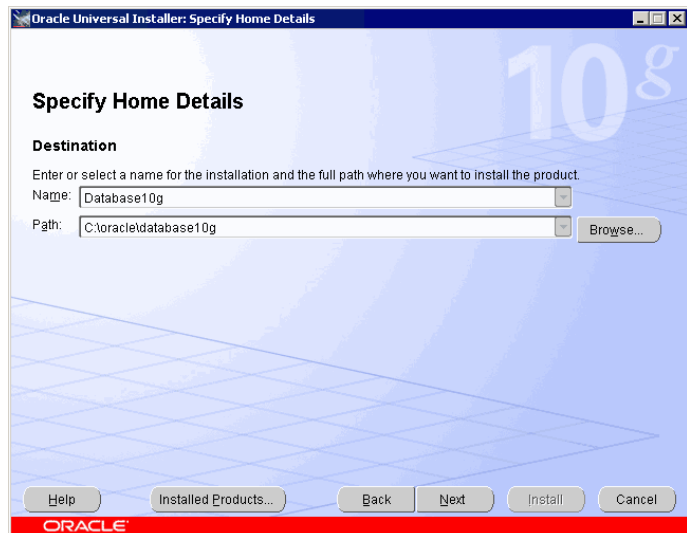 Oracle Universal Installer: Specify Home Details
10g
Specify Home Details
Destination
Enter or select a name for the installation and the full path where you want to install the product.
Name: Database10g
Path: C:\oracle\database10g Browse...
Help Installed Products... Back Next Install Cancel
ORACLE